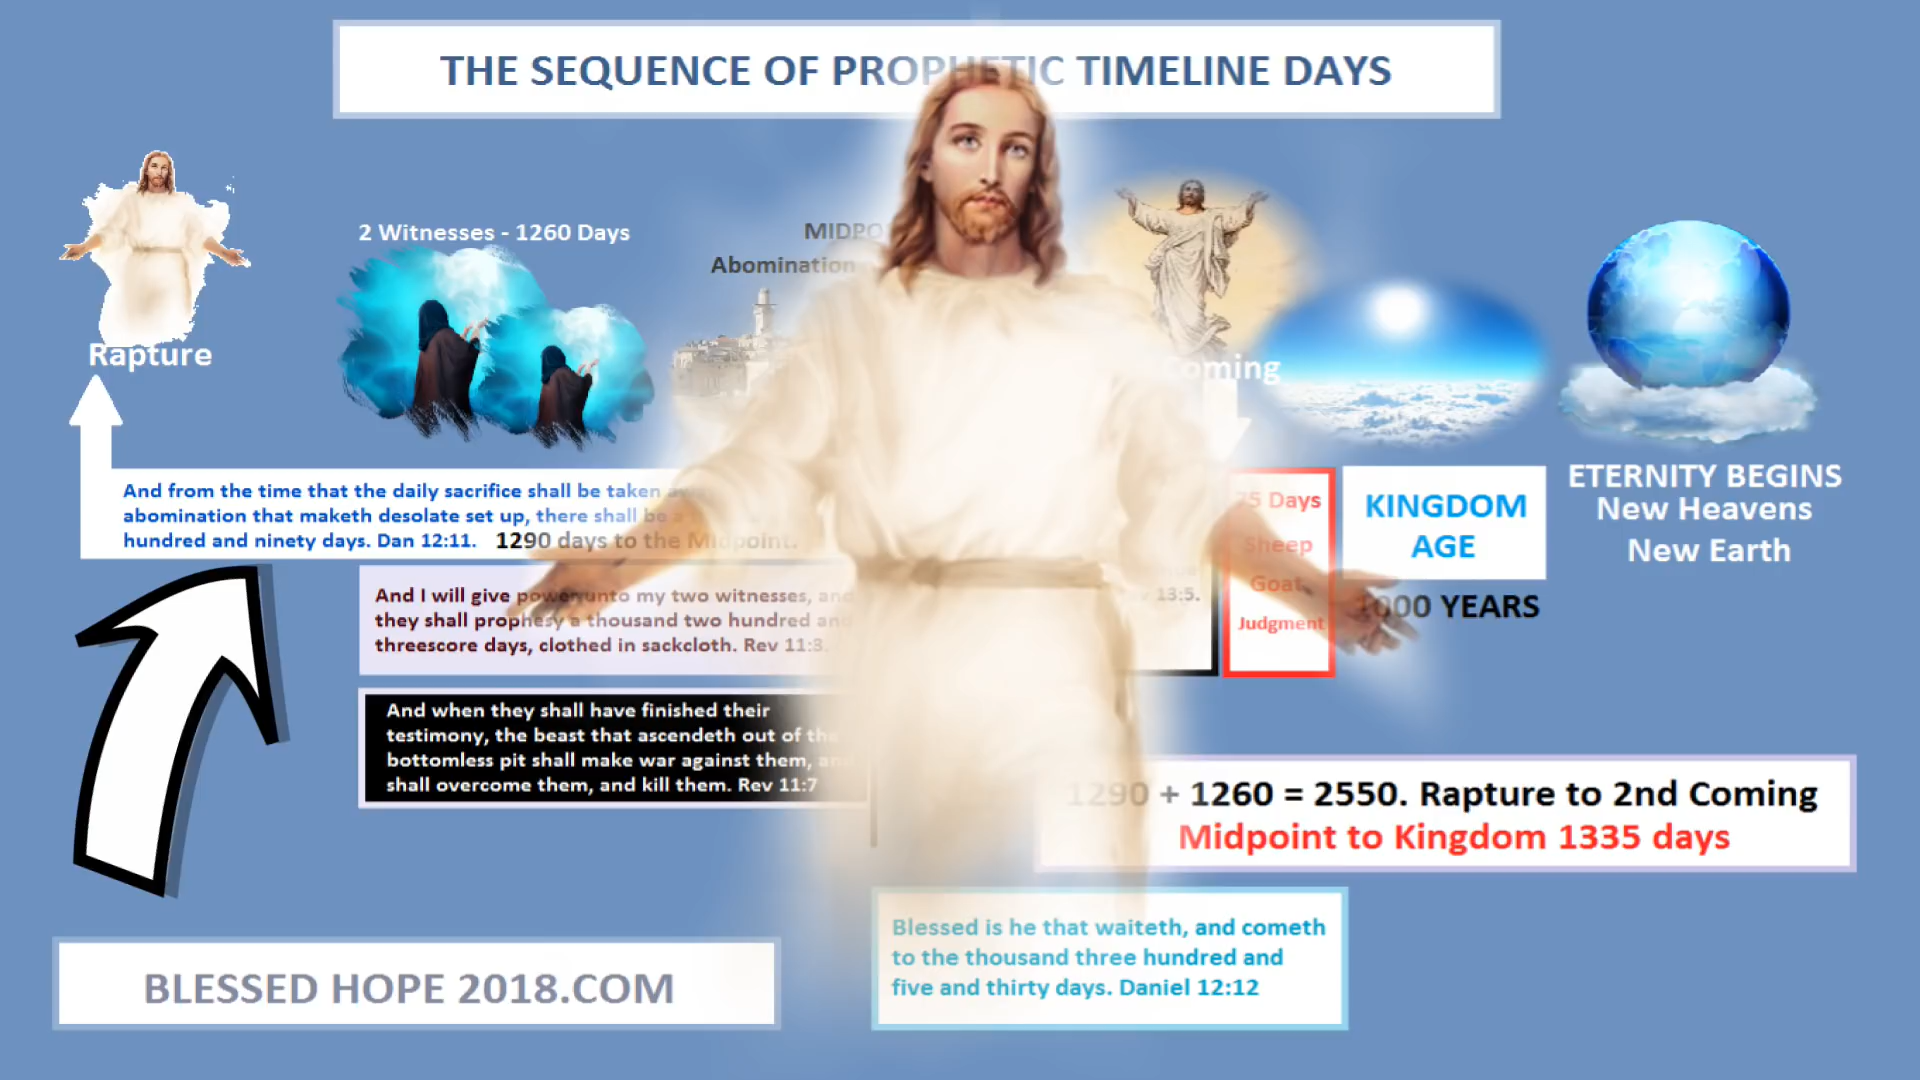 THE SEQUENCE OF PROPHETIC TIMELINE DAYS
2 Witnesses - 1260 Days
Abomination
Rapture
Coming
And from the time that the daily sacrifice shall be taken
abomination that maketh desolate set up, there shall be a
hundred and ninety days. Dan 12:11. 1290 days to the Midpoint.
And I will give power unto my two witnesses, and
they shall prophesy a thousand two hundred and
threescore days, clothed in sackcloth. Rev 11:3.
13:5.
75 Days
Sheep
Goat
Judgment
KINGDOM
AGE
1000 YEARS
ETERNITY BEGINS
New Heavens
New Earth
And when they shall have finished their
testimony, the beast that ascendeth out of the
bottomless pit shall make war against them, and
shall overcome them, and kill them. Rev 11:7
1290 + 1260 = 2550. Rapture to 2nd Coming
Midpoint to Kingdom 1335 days
Blessed is he that waiteth, and cometh
to the thousand three hundred and
five and thirty days. Daniel 12:12
BLESSED HOPE 2018.COM